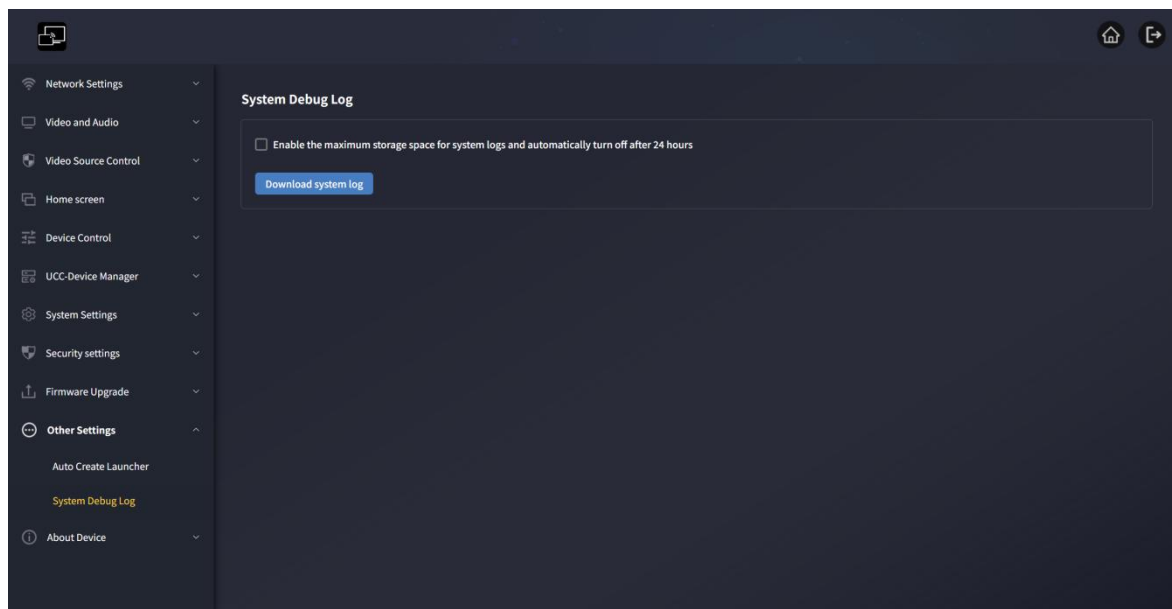 Network Settings
Video and Audio
Video Source Control
Home screen
Device Control
UCC-Device Manager
System Settings
Security settings
Firmware Upgrade
Other Settings
Auto Create Launcher
System Debug Log
About Device
System Debug Log
Enable the maximum storage space for system logs and automatically turn off after 24 hours
Download system log